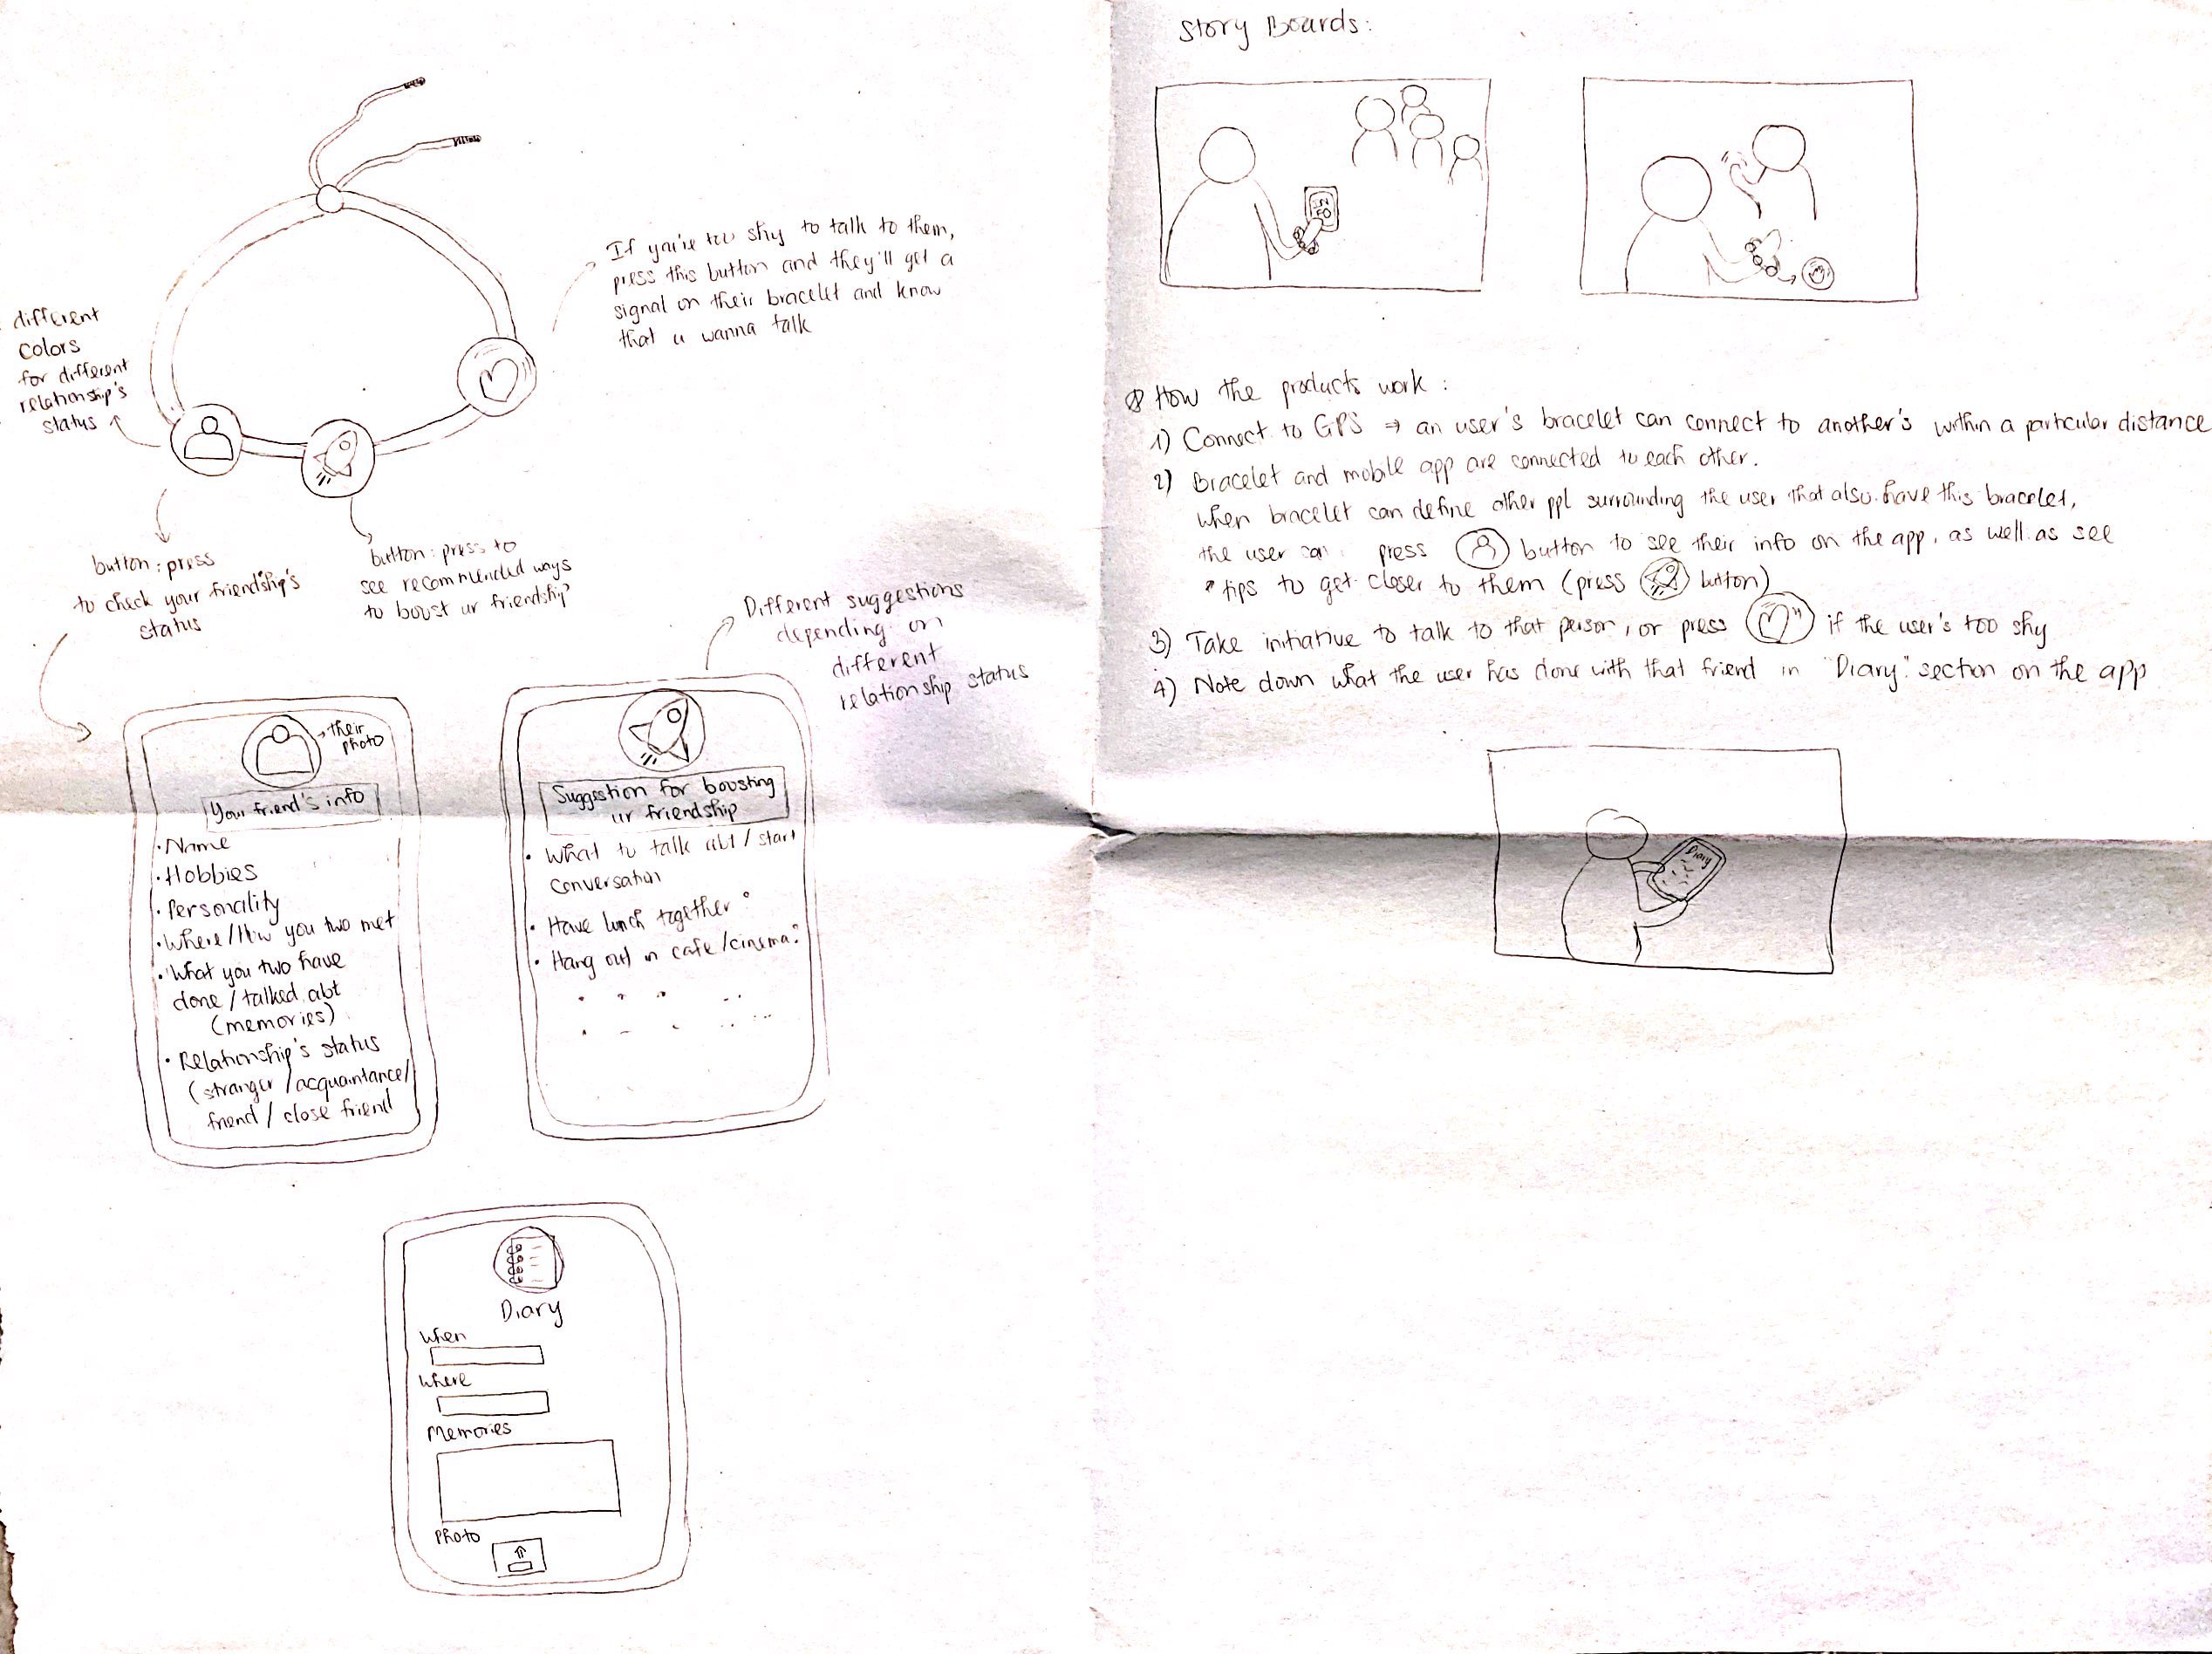 different
colors
for different
relationship's
status
If you're too shy to talk to them,
press this button and they'll get a
signal on their bracelet and know
that u wanna talk
button: press
to check your friendship's
status
button: press to
see recommended ways
to boost ur friendship
Different suggestions
depending on
different
relationship status
their
photo
Your friend's info
• Name
• Hobbies
• Personality
• Where/How you two met
• What you two have
done / talked abt
(memories)
• Relationship's status
(stranger / acquaintance/
friend / close friend
Suggestion for boosting
ur friendship
• What to talk abt / start
conversation
• Have lunch together
• Hang out in cafe/cinema
Diary
When
Where
Memories
Photo
Story Boards:
INFO
How the products work:
1) Connect to GPS ⇒ an user's bracelet can connect to another's within a particular distance
2) Bracelet and mobile app are connected to each other.
When bracelet can define other ppl surrounding the user that also have this bracelet,
the user can press button to see their info on the app, as well as see
tips to get closer to them (press button)
3) Take initiative to talk to that person, or press if the user's too shy
4) Note down what the user has done with that friend in "Diary" section on the app
Diary